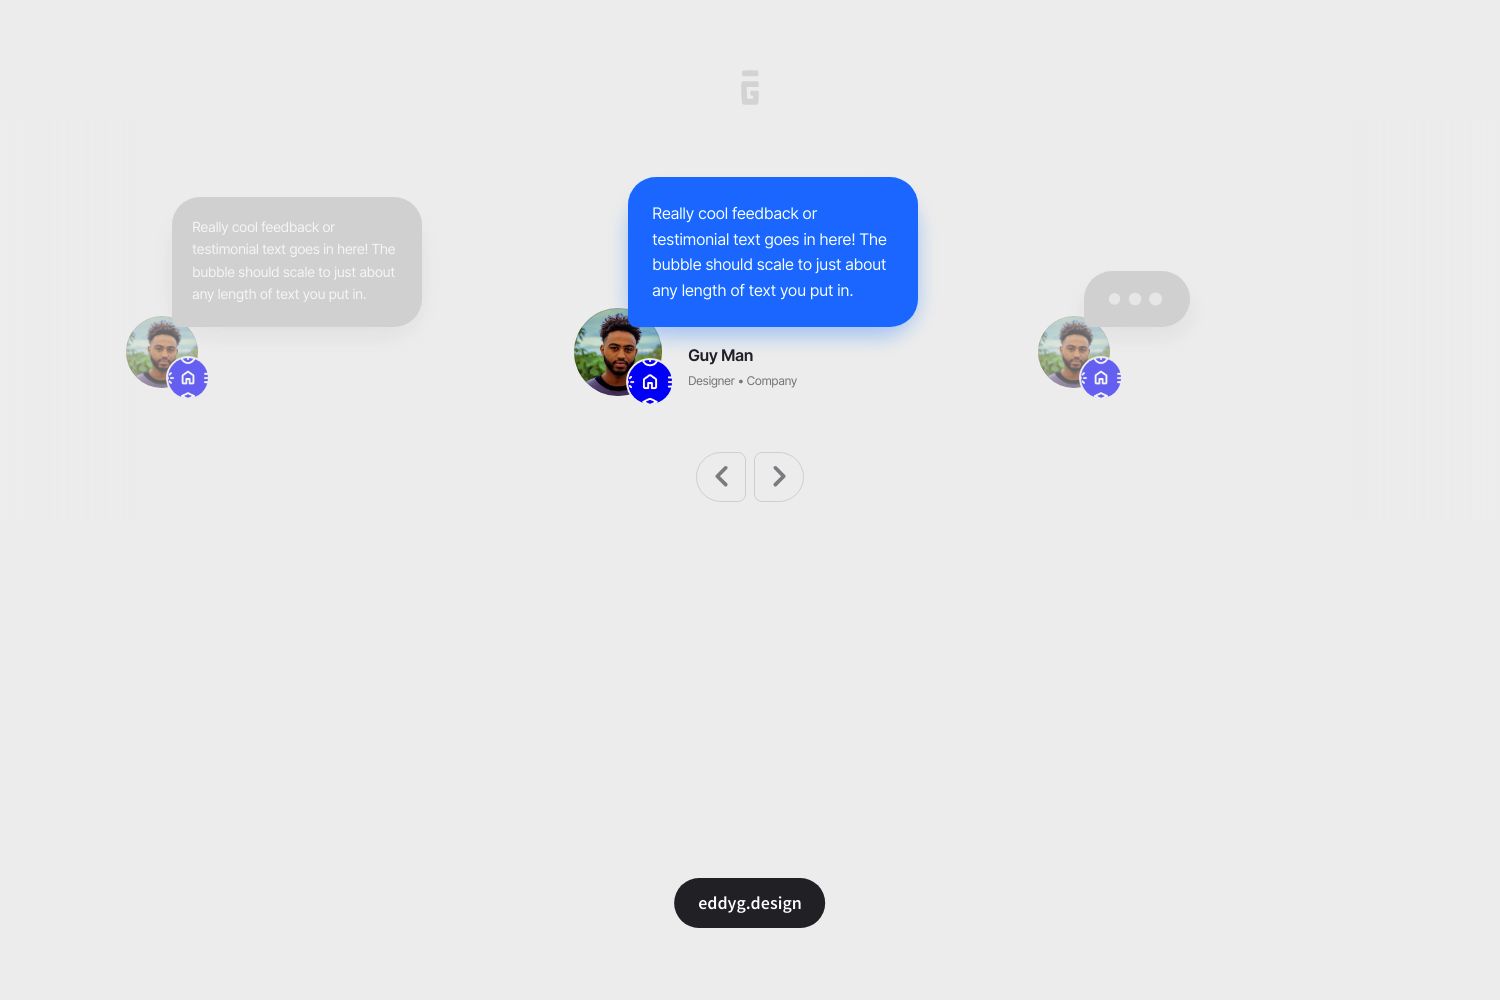 G
Really cool feedback or
testimonial text goes in here! The
bubble should scale to just about
any length of text you put in.
Really cool feedback or
testimonial text goes in here! The
bubble should scale to just about
any length of text you put in.
Guy Man
Designer • Company
eddyg.design